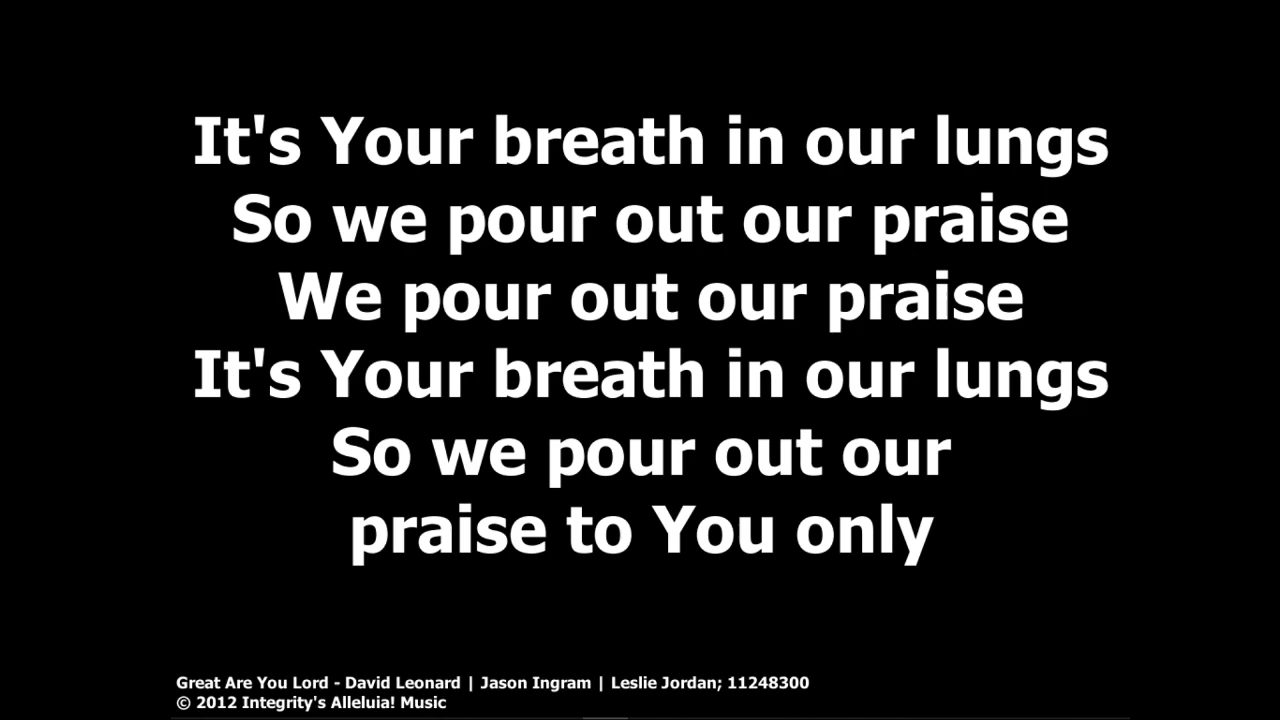 It's Your breath in our lungs
So we pour out our praise
We pour out our praise
It's Your breath in our lungs
So we pour out our
praise to You only
Great Are You Lord - David Leonard | Jason Ingram | Leslie Jordan; 11248300
© 2012 Integrity's Alleluia! Music